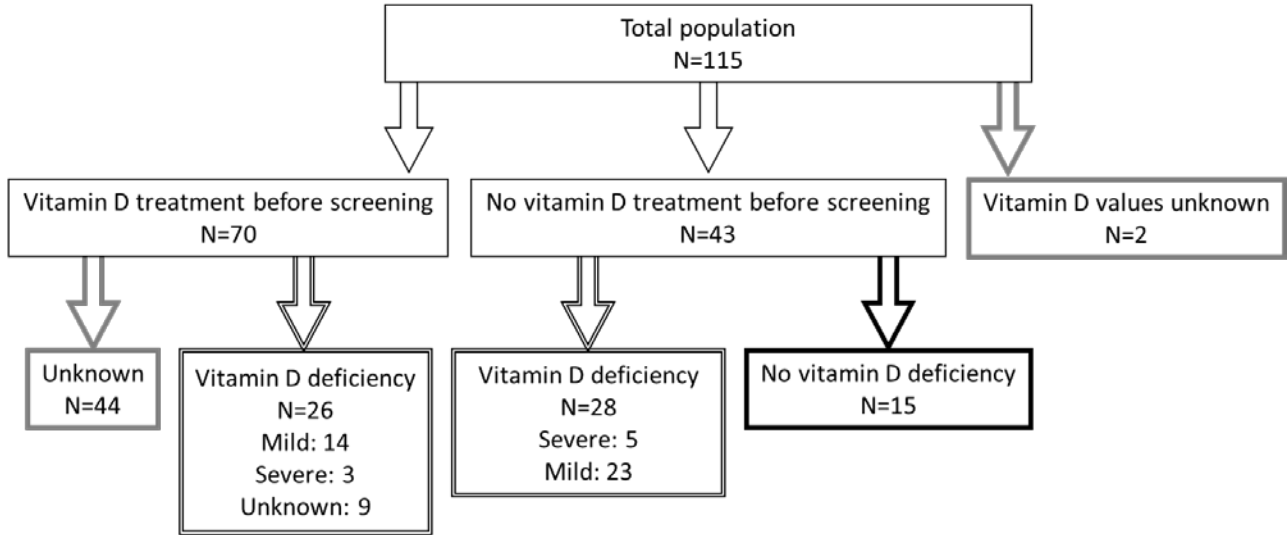 Total population
N=115
Vitamin D treatment before screening
N=70
No vitamin D treatment before screening
N=43
Vitamin D values unknown
N=2
Unknown
N=44
Vitamin D deficiency
N=26
Mild: 14
Severe: 3
Unknown: 9
Vitamin D deficiency
N=28
Severe: 5
Mild: 23
No vitamin D deficiency
N=15